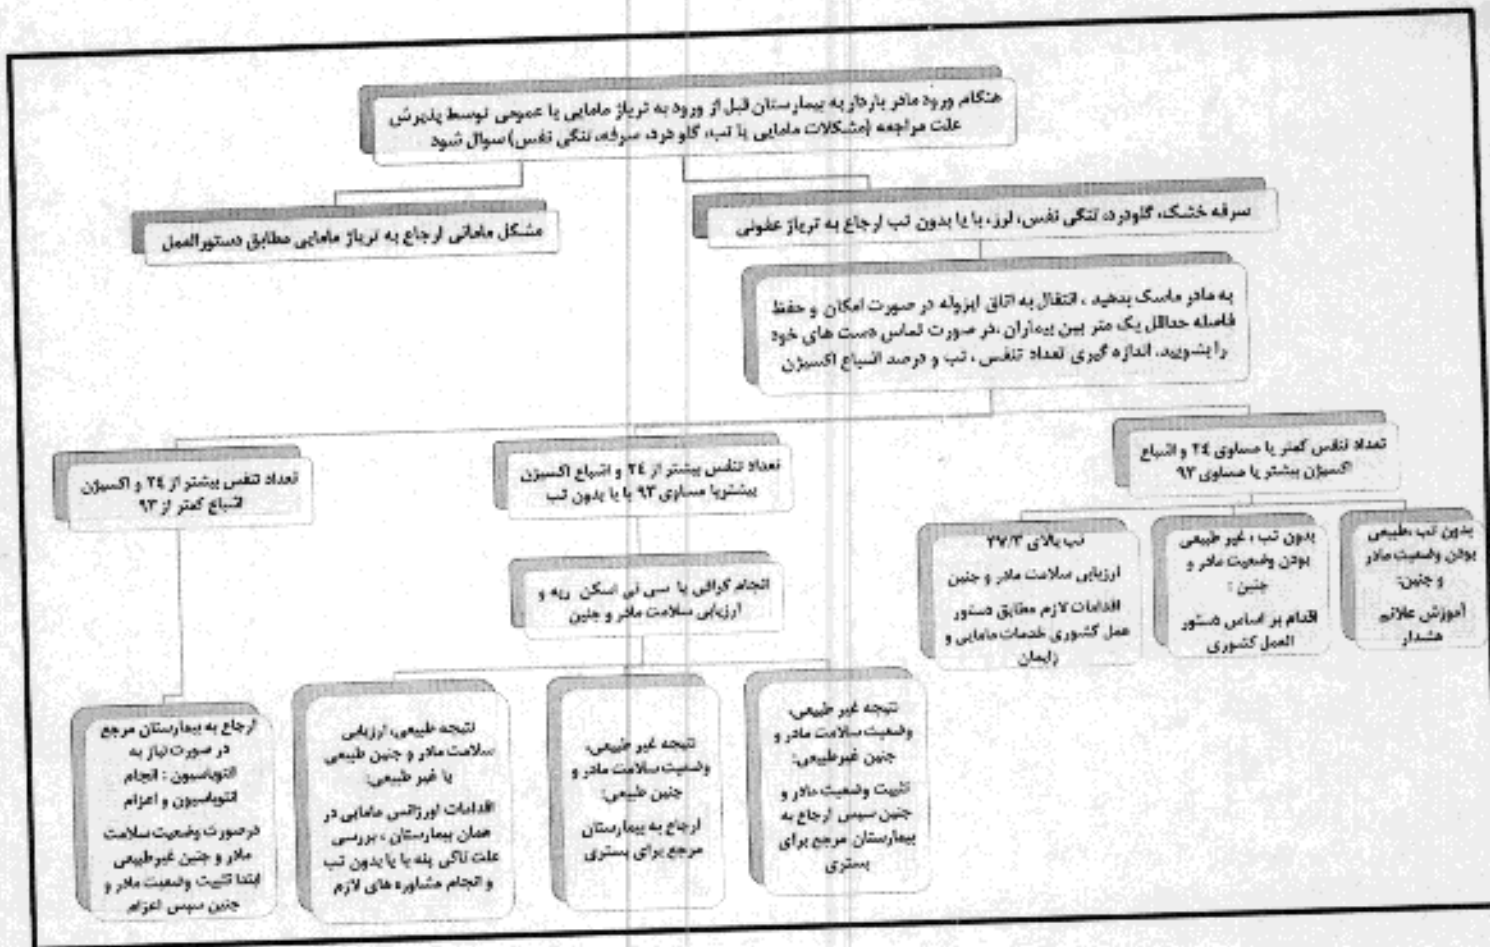 هنگام ورود مادر باردار به بیمارستان قبل از ورود به تریاژ مامایی یا عمومی توسط پذیرش
علت مراجعه (مشکلات مامایی یا تب، گلو درد، سرفه، تنگی نفس) سوال شود
سرفه خشک، گلودرد، تنگی نفس، لرز، با یا بدون تب ارجاع به تریاژ عفونی
مشکل مامائی ارجاع به تریاژ مامایی مطابق دستورالعمل
به مادر ماسک بدهید ، انتقال به اتاق ایزوله در صورت امکان و حفظ
فاصله حداقل یک متر بین بیماران ،در صورت تماس دست های خود
را بشویید. اندازه گیری تعداد تنفس ، تب و درصد اشباع اکسیژن
تعداد تنفس کمتر یا مساوی ۲٤ و اشباع
اکسیژن بیشتر یا مساوی ۹۳
تعداد تنفس بیشتر از ۲٤ و اشباع اکسیژن
بیشتریا مساوی ۹۳ با یا بدون تب
تعداد تنفس بیشتر از ۲٤ و اکسیژن
اشباع کمتر از ۹۳
بدون تب ،طبیعی
بودن وضعیت مادر
و جنین:
آموزش علائم
هشدار
بدون تب ، غیر طبیعی
بودن وضعیت مادر و
جنین :
اقدام بر اساس دستور
العمل کشوری
تب بالای ۳۷/۳
ارزیابی سلامت مادر و جنین
اقدامات لازم مطابق دستور
عمل کشوری خدمات مامایی و
زایمان
انجام گرافی یا سی تی اسکن ریه و
ارزیابی سلامت مادر و جنین
نتیجه غیر طبیعی،
وضعیت سلامت مادر و
جنین غیرطبیعی:
تثبیت وضعیت مادر و
جنین سپس ارجاع به
بیمارستان مرجع برای
بستری
نتیجه غیر طبیعی،
وضعیت سلامت مادر و
جنین طبیعی:
ارجاع به بیمارستان
مرجع برای بستری
نتیجه طبیعی، ارزیابی
سلامت مادر و جنین طبیعی
یا غیر طبیعی:
اقدامات اورژانس مامایی در
همان بیمارستان ، بررسی
علت تاکی پنه با یا بدون تب
و انجام مشاوره های لازم
ارجاع به بیمارستان مرجع
در صورت نیاز به
انتوباسیون : انجام
انتوباسیون و اعزام
درصورت وضعیت سلامت
مادر و جنین غیرطبیعی
ابتدا تثبیت وضعیت مادر و
جنین سپس اعزام